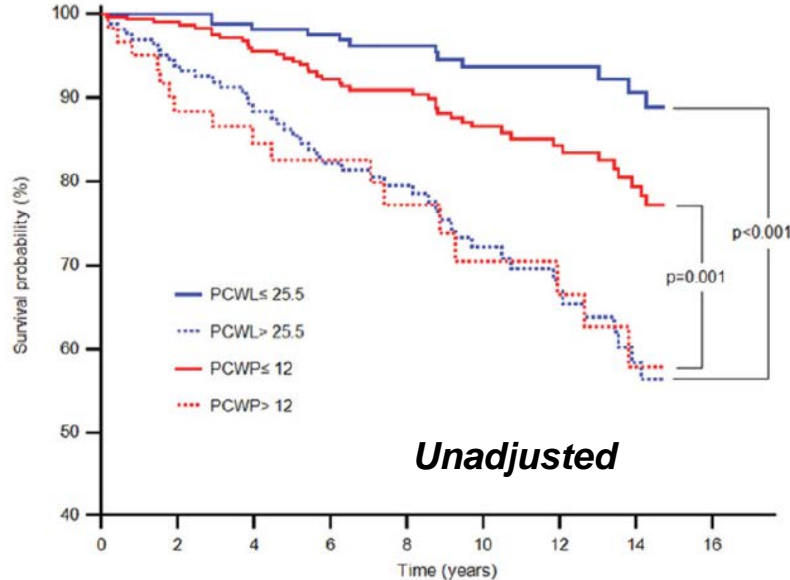 Survival probability (%)
100
90
80
70
60
50
40
PCWL≤ 25.5
PCWL> 25.5
PCWP≤ 12
PCWP> 12
p<0.001
p=0.001
Unadjusted
0 2 4 6 8 10 12 14 16
Time (years)